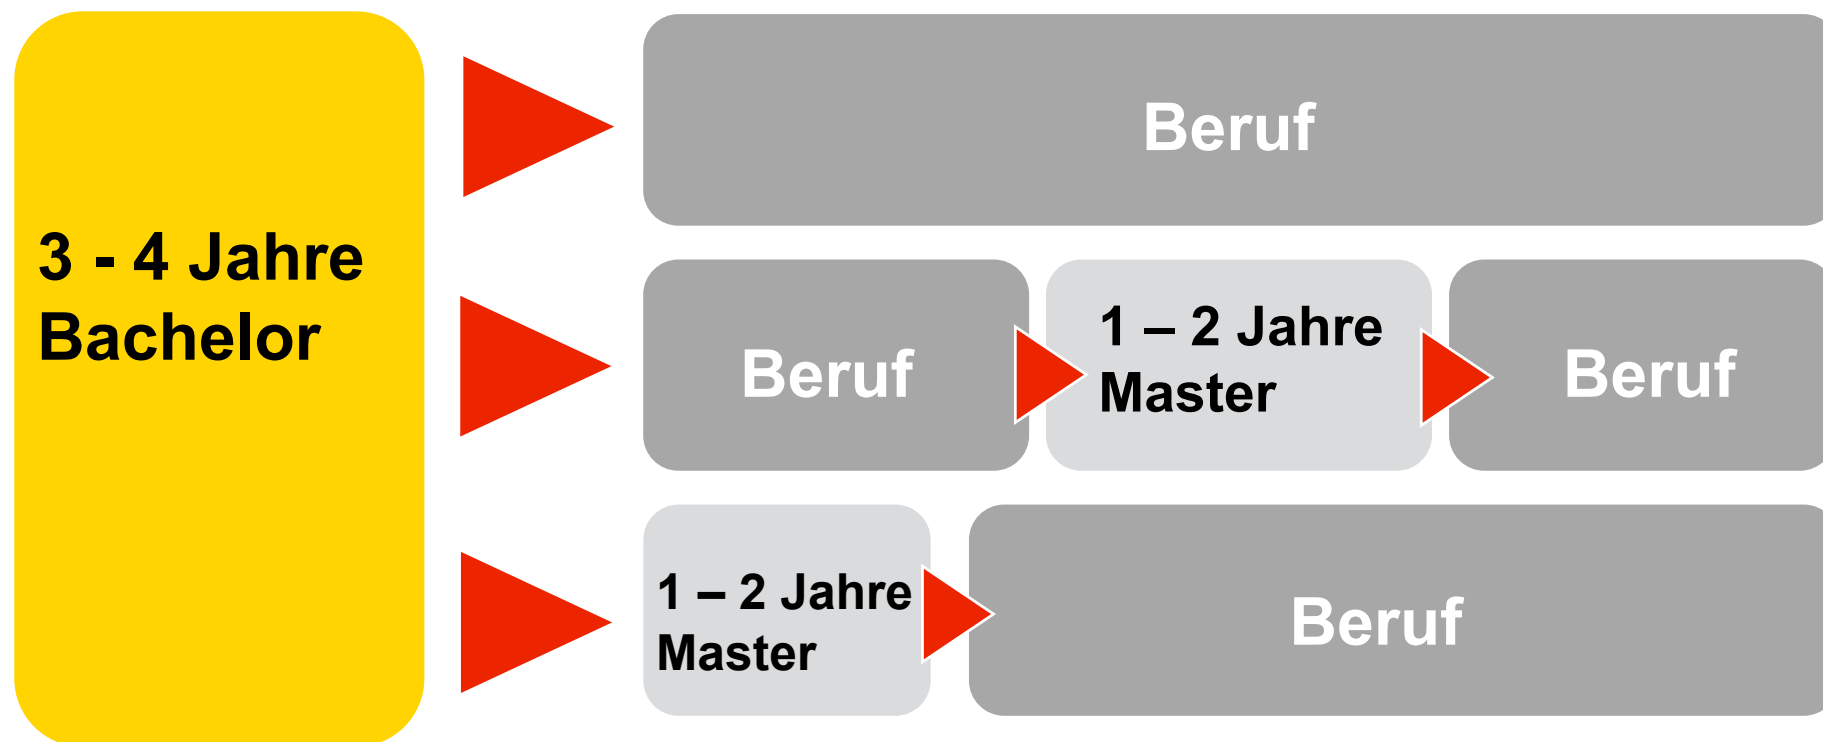 3 - 4 Jahre
Bachelor
Beruf
Beruf
1 – 2 Jahre
Master
Beruf
1 – 2 Jahre
Master
Beruf